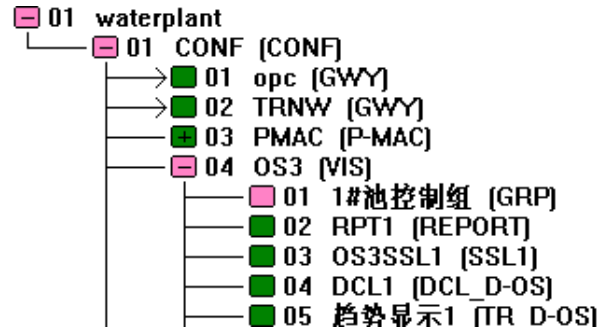 01 waterplant
01 CONF (CONF)
01 opc (GWY)
02 TRNW (GWY)
03 PMAC (P-MAC)
04 OS3 (VIS)
01 1#池控制组 (GRP)
02 RPT1 (REPORT)
03 OS3SSL1 (SSL1)
04 DCL1 (DCL_D-OS)
05 趋势显示1 (TR_D-OS)